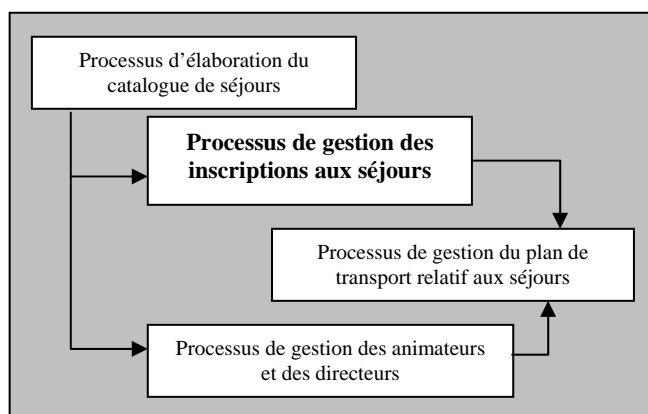 Processus d'élaboration du
catalogue de séjours
Processus de gestion des
inscriptions aux séjours
Processus de gestion du plan de
transport relatif aux séjours
Processus de gestion des animateurs
et des directeurs